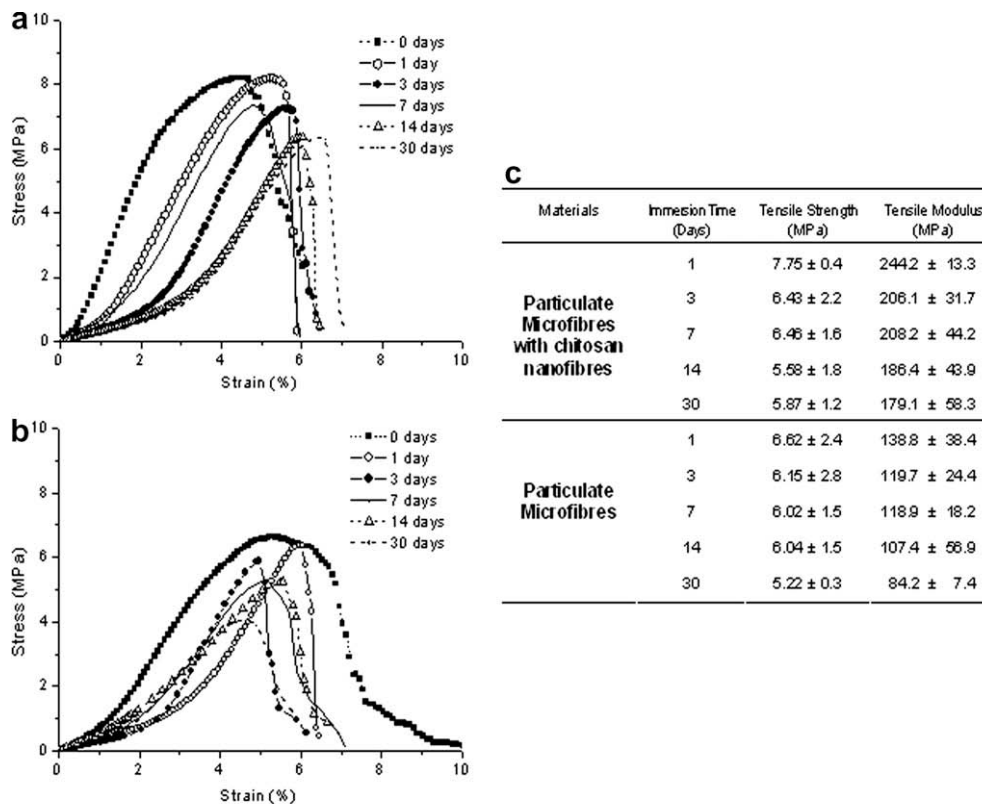 a
10
8
6
4
2
0
Stress (MPa)
0 2 4 6 8 10
Strain (%)
0 days
1 day
3 days
7 days
14 days
30 days
b
10
8
6
4
2
0
Stress (MPa)
0 2 4 6 8 10
Strain (%)
0 days
1 day
3 days
7 days
14 days
30 days
c
Materials Immersion Time Tensile Strength Tensile Modulus
(Days) (MPa) (MPa)
1 7.75 ± 0.4 244.2 ± 13.3
3 6.43 ± 2.2 206.1 ± 31.7
Particulate
Microfibres
with chitosan
nanofibres
7 6.46 ± 1.6 208.2 ± 44.2
14 5.58 ± 1.8 186.4 ± 43.9
30 5.87 ± 1.2 179.1 ± 58.3
1 6.62 ± 2.4 138.8 ± 38.4
3 6.15 ± 2.8 119.7 ± 24.4
Particulate
Microfibres
7 6.02 ± 1.5 118.9 ± 18.2
14 6.04 ± 1.5 107.4 ± 56.9
30 5.22 ± 0.3 84.2 ± 7.4